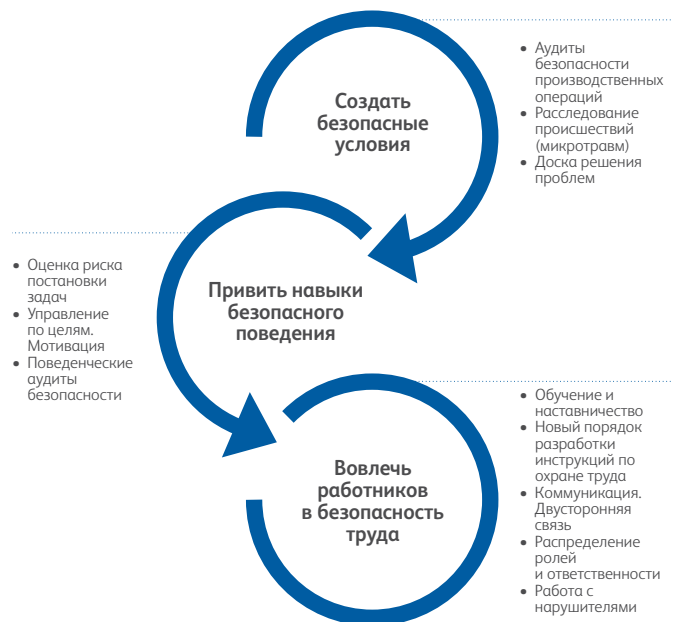 Создать
безопасные
условия
• Аудиты
безопасности
производственных
операций
• Расследование
происшествий
(микротравм)
• Доска решения
проблем
Привить навыки
безопасного
поведения
• Оценка риска
постановки
задач
• Управление
по целям.
Мотивация
• Поведенческие
аудиты
безопасности
Вовлечь
работников
в безопасность
труда
• Обучение и
наставничество
• Новый порядок
разработки
инструкций по
охране труда
• Коммуникация.
Двусторонняя
связь
• Распределение
ролей
и ответственности
• Работа с
нарушителями